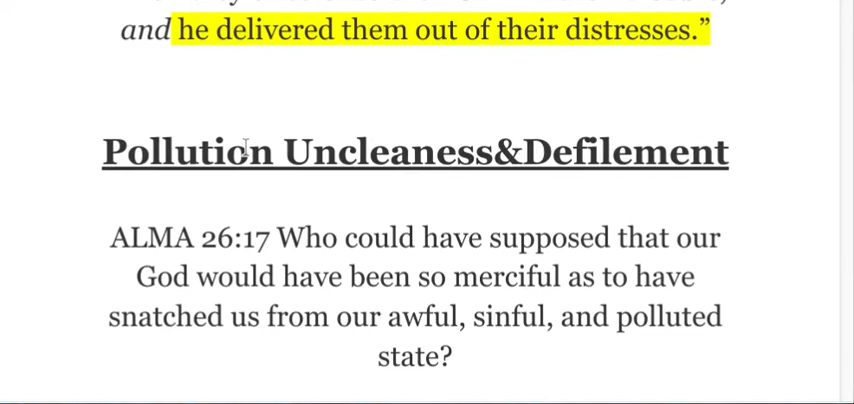 and he delivered them out of their distresses.”
Pollution Uncleaness&Defilement
ALMA 26:17 Who could have supposed that our
God would have been so merciful as to have
snatched us from our awful, sinful, and polluted
state?